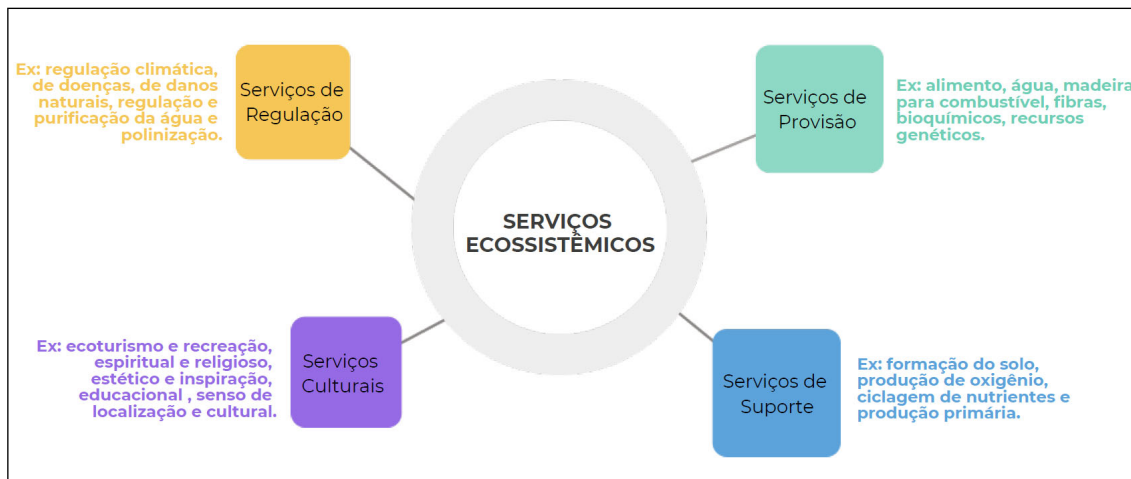 Ex: regulação climática,
de doenças, de danos
naturais, regulação e
purificação da água e
polinização.
Serviços de
Regulação
Serviços de
Provisão
Ex: alimento, água, madeira
para combustível, fibras,
bioquímicos, recursos
genéticos.
SERVIÇOS
ECOSSISTÊMICOS
Ex: ecoturismo e recreação,
espiritual e religioso,
estético e inspiração,
educacional , senso de
localização e cultural.
Serviços
Culturais
Serviços de
Suporte
Ex: formação do solo,
produção de oxigênio,
ciclagem de nutrientes e
produção primária.